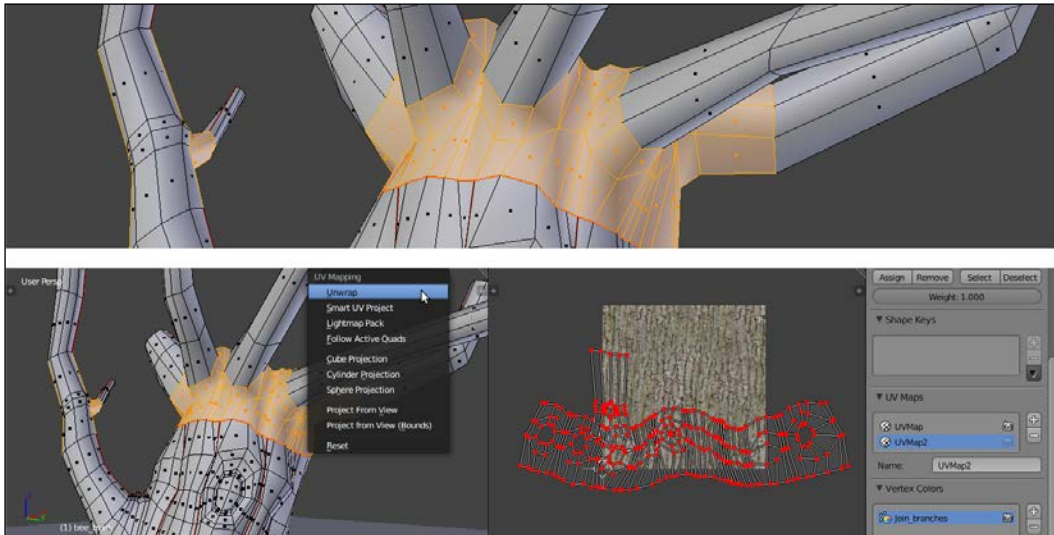 User Persp
UV Mapping
Unwrap
Smart UV Project
Lightmap Pack
Follow Active Quads
Cube Projection
Cylinder Projection
Sphere Projection
Project From View
Project from View (Bounds)
Reset
(1)
Assign Remove Select Deselect
Weight: 1.000
Shape Keys
UV Maps
UVMap
UVMap2
Name: UVMap2
Vertex Colors
Join_branches